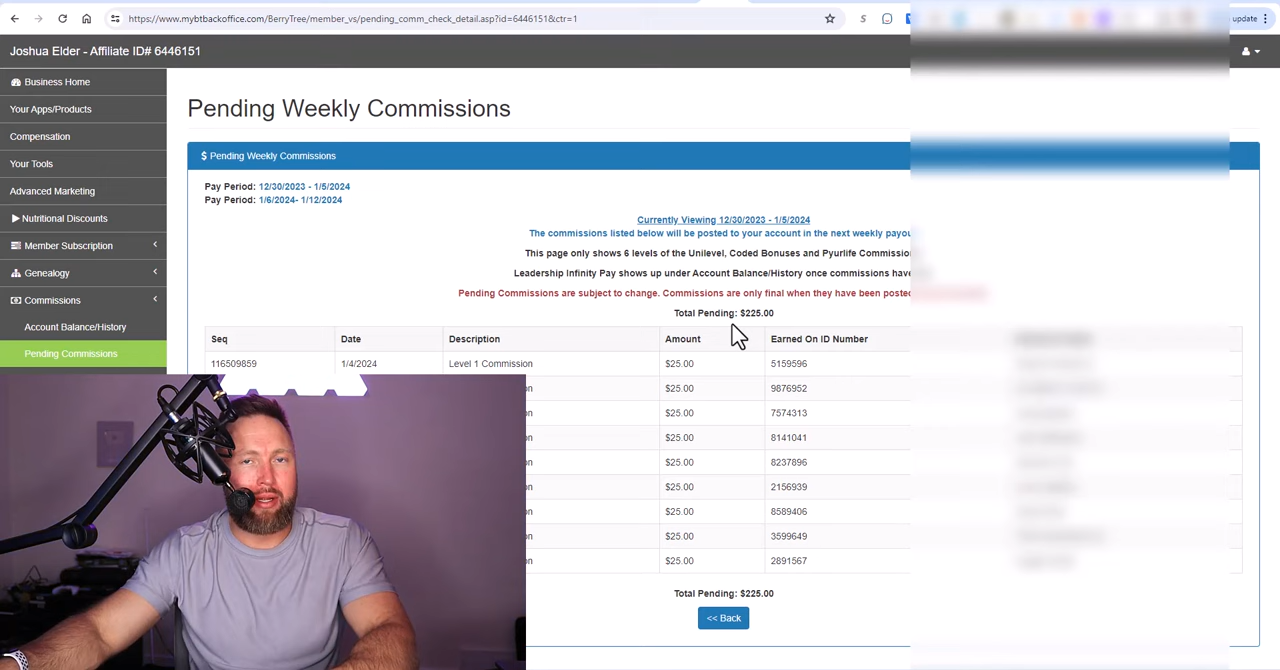 https://www.mybtbackoffice.com/BerryTree/member_vs/pending_comm_check_detail.asp?id=6446151&ctr=1
update
Joshua Elder - Affiliate ID# 6446151
Business Home
Your Apps/Products
Compensation
Your Tools
Advanced Marketing
Nutritional Discounts
Member Subscription
Genealogy
Commissions
Account Balance/History
Pending Commissions
Pending Weekly Commissions
$ Pending Weekly Commissions
Pay Period: 12/30/2023 - 1/5/2024
Pay Period: 1/6/2024- 1/12/2024
Currently Viewing 12/30/2023 - 1/5/2024
The commissions listed below will be posted to your account in the next weekly
This page only shows 6 levels of the Unilevel, Coded Bonuses and Pyurlife
Leadership Infinity Pay shows up under Account Balance/History once commissions have
Pending Commissions are subject to change. Commissions are only final when they have been posted
Total Pending: $225.00
Seq Date Description Amount Earned On ID Number
116509859 1/4/2024 Level 1 Commission $25.00 5159596
$25.00 9876952
$25.00 7574313
$25.00 8141041
$25.00 8237896
$25.00 2156939
$25.00 8589406
$25.00 3599649
$25.00 2891567
Total Pending: $225.00
<< Back